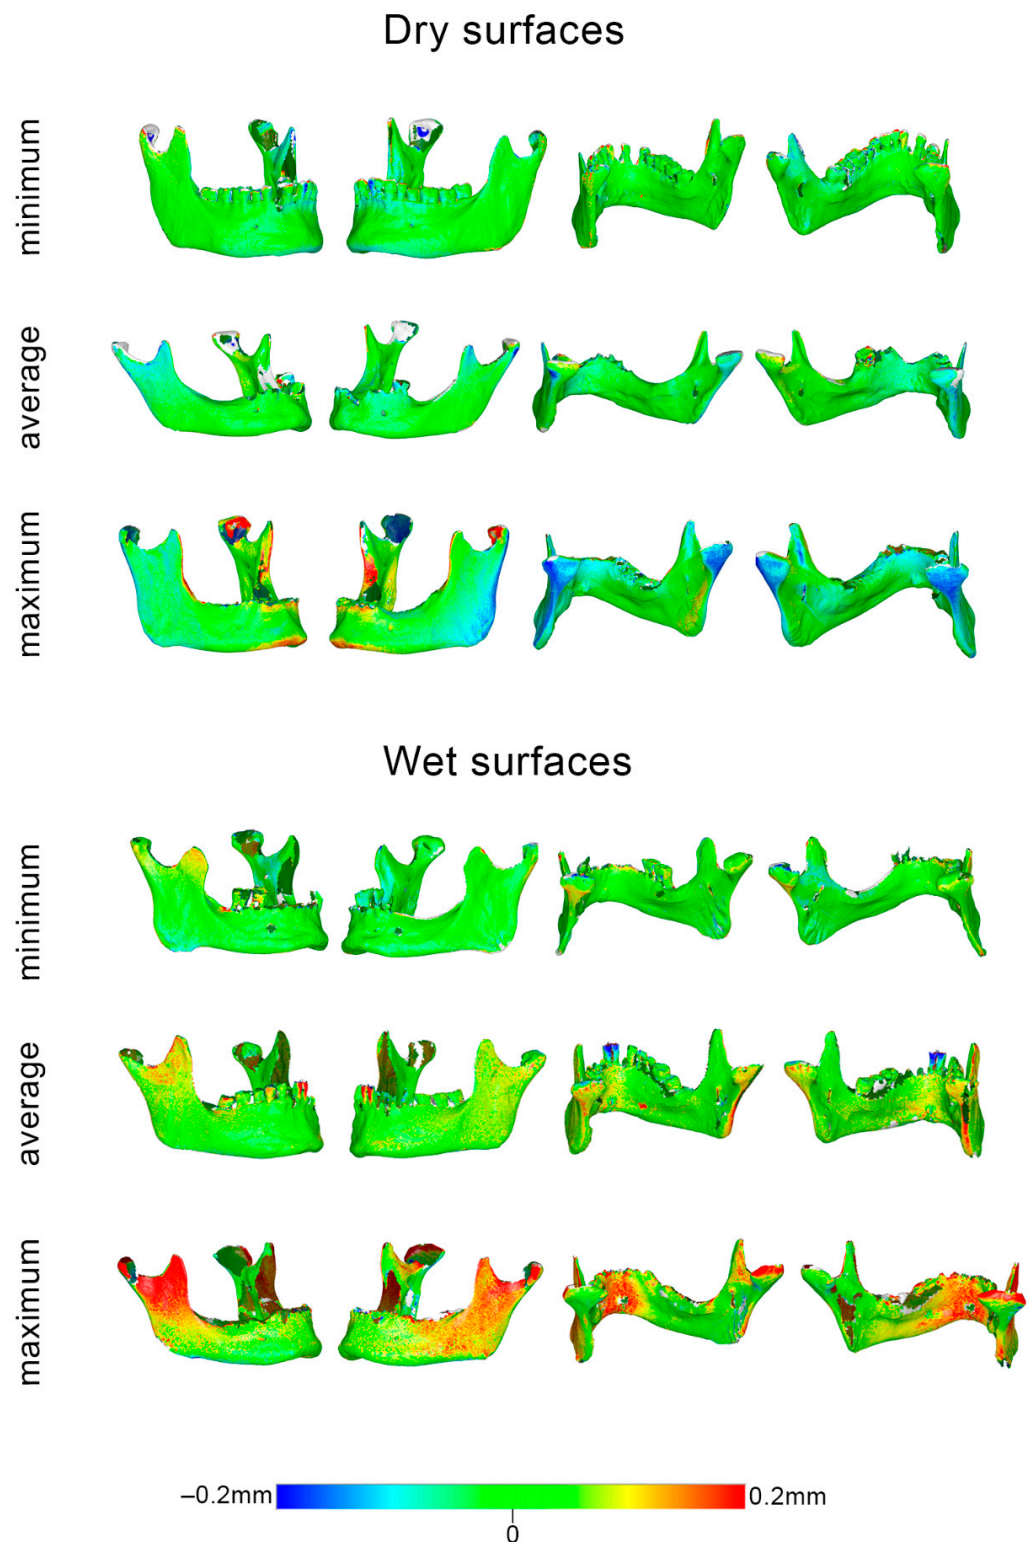 Dry surfaces
minimum
average
maximum
Wet surfaces
minimum
average
maximum
−0.2mm 0.2mm
0